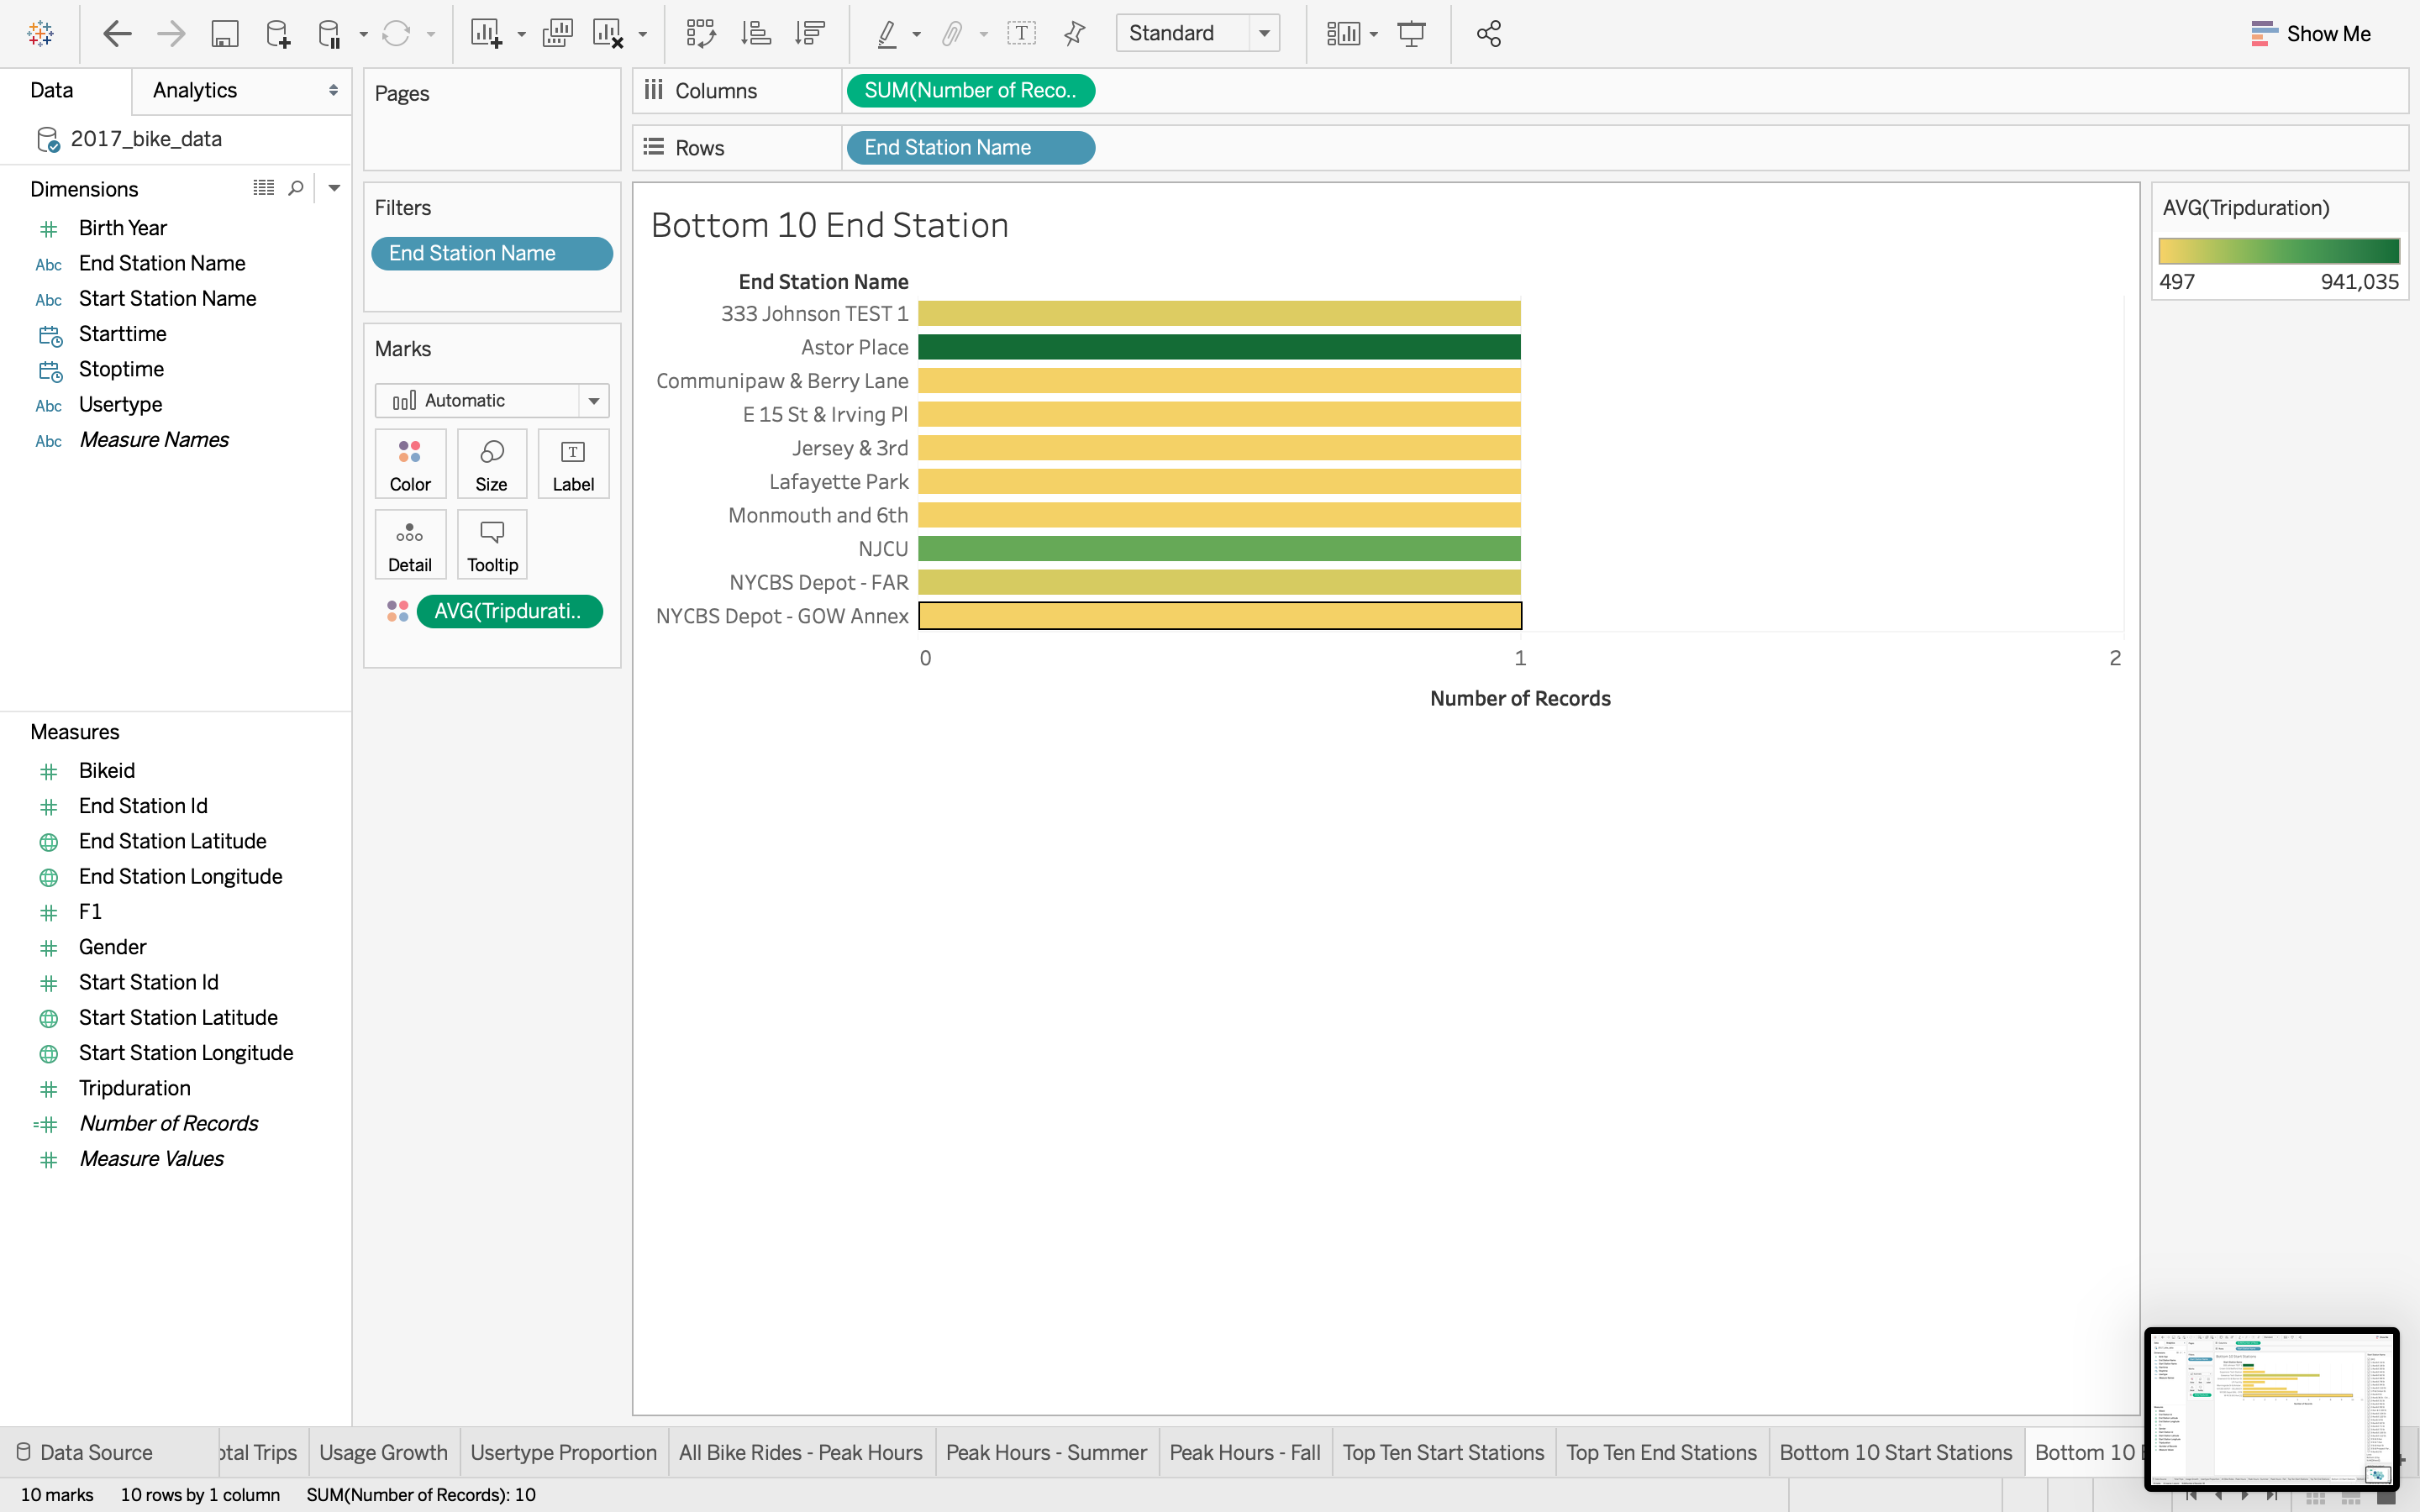 Standard
Show Me
Data
Analytics
2017_bike_data
Dimensions
Birth Year
Abc End Station Name
Abc Start Station Name
Starttime
Stoptime
Abc Usertype
Abc Measure Names
Measures
Bikeid
End Station Id
End Station Latitude
End Station Longitude
F1
Gender
Start Station Id
Start Station Latitude
Start Station Longitude
Tripduration
Number of Records
Measure Values
Pages
Filters
End Station Name
Marks
Automatic
Color Size Label
Detail Tooltip
AVG(Tripdurati..
Columns SUM(Number of Reco..
Rows End Station Name
Bottom 10 End Station
End Station Name
333 Johnson TEST 1
Astor Place
Communipaw & Berry Lane
E 15 St & Irving Pl
Jersey & 3rd
Lafayette Park
Monmouth and 6th
NJCU
NYCBS Depot - FAR
NYCBS Depot - GOW Annex
0 1 2
Number of Records
AVG(Tripduration)
497 941,035
Data Source otal Trips Usage Growth Usertype Proportion All Bike Rides - Peak Hours Peak Hours - Summer Peak Hours - Fall Top Ten Start Stations Top Ten End Stations Bottom 10 Start Stations Bottom 10
10 marks 10 rows by 1 column SUM(Number of Records): 10